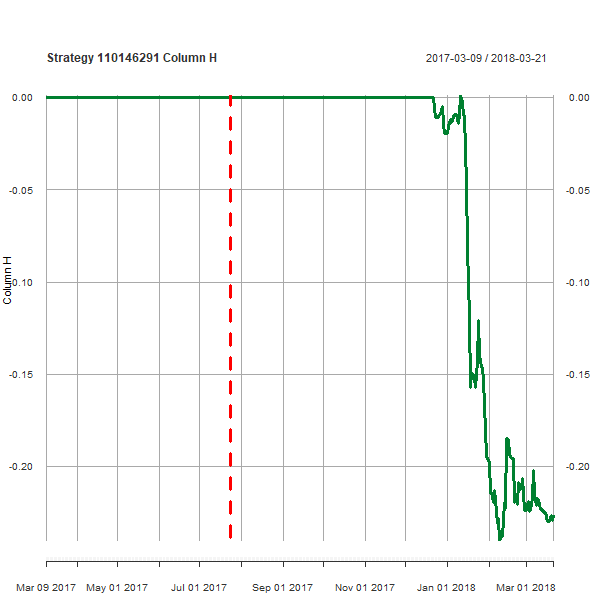 Strategy 110146291 Column H
2017-03-09 / 2018-03-21
0.00 0.00
-0.05 -0.05
-0.10 -0.10
-0.15 -0.15
-0.20 -0.20
Column H
Mar 09 2017 May 01 2017 Jul 01 2017 Sep 01 2017 Nov 01 2017 Jan 01 2018 Mar 01 2018